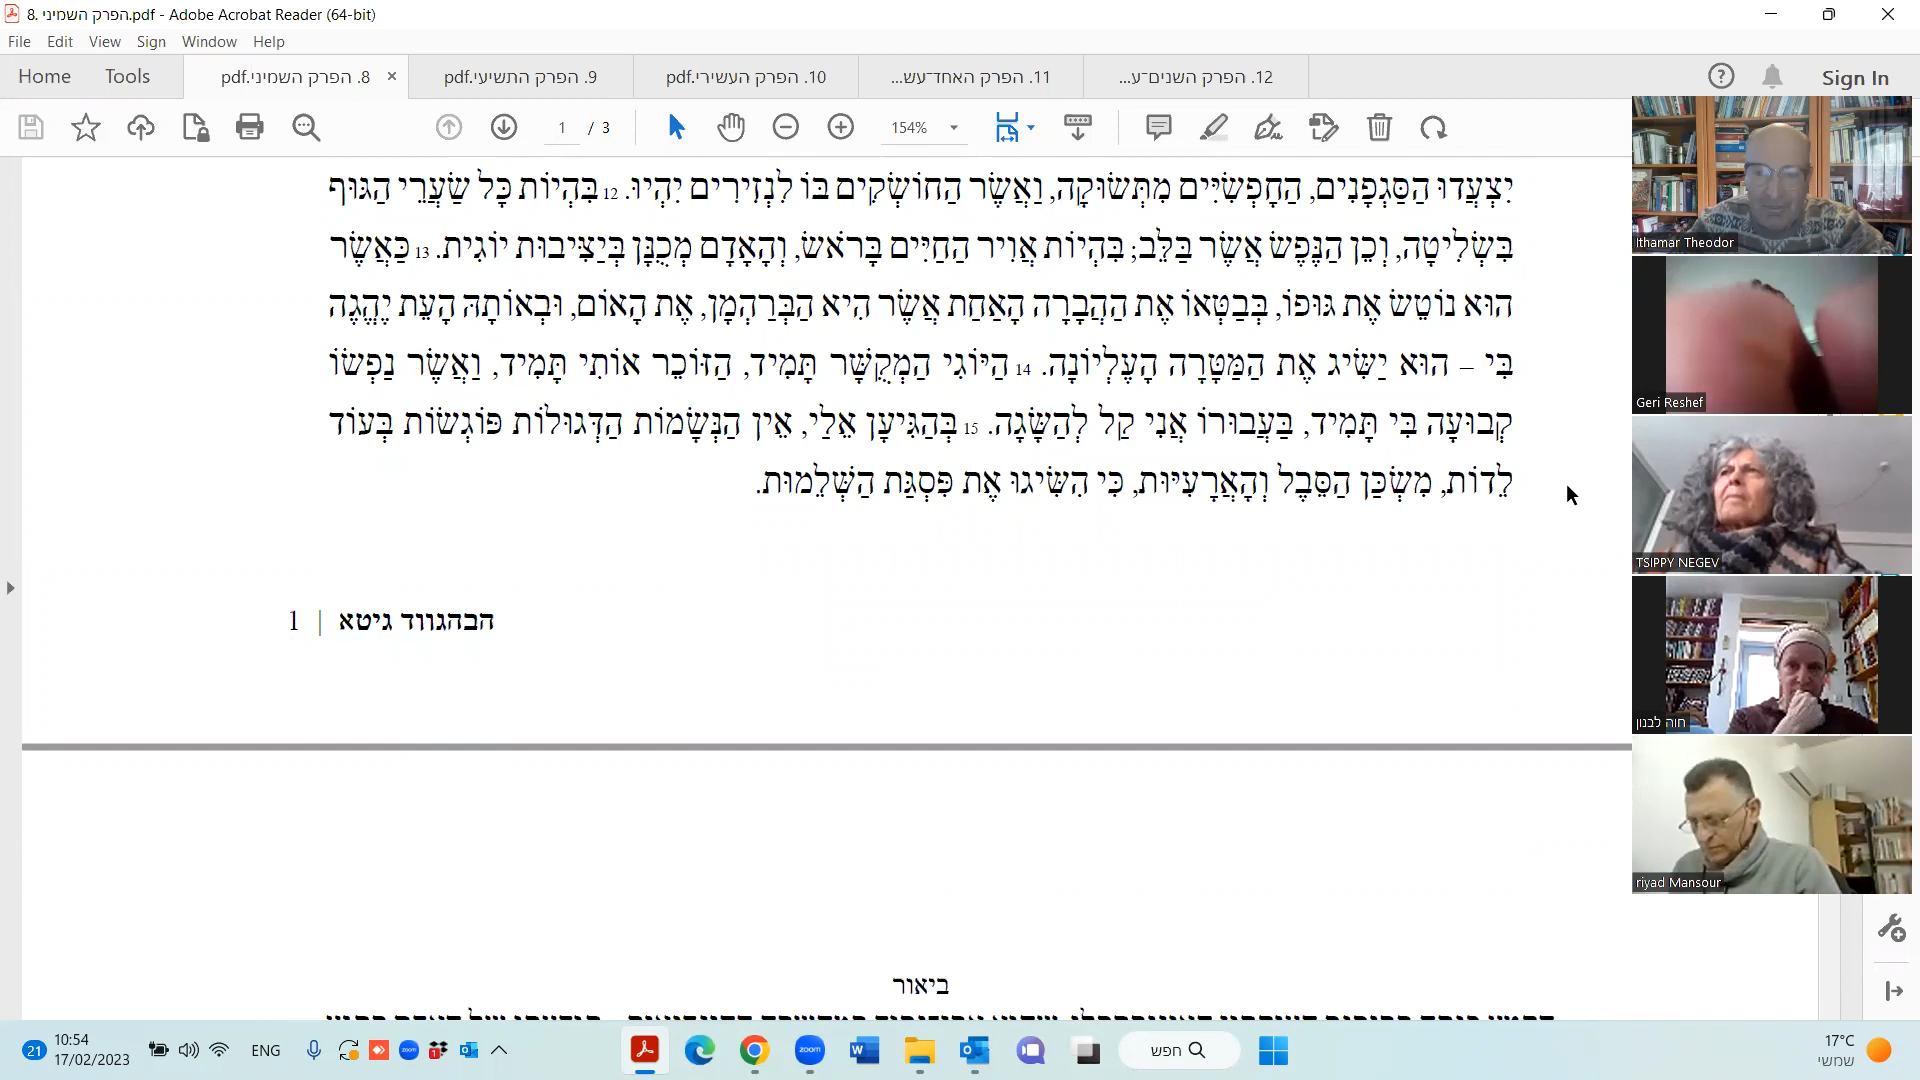 8. הפרק השמיני.pdf - Adobe Acrobat Reader (64-bit)
File Edit View Sign Window Help
Home Tools 8. הפרק השמיני.pdf × 9. הפרק התשיעי.pdf 10. הפרק העשירי.pdf 11. הפרק האחד־עש... 12. הפרק השנים־ע... Sign In
1 / 3 154%
יִצְעֲדוּ הַסַּגְפָנִים, הַחָפְשִׁיִּים מִתְּשׁוּקָה, וַאֲשֶׁר הַחוֹשְׁקִים בּוֹ לִנְזִירִים יִהְיוּ. 12 בִּהְיוֹת כָּל שַׁעֲרֵי הַגּוּף
בִּשְׁלִיטָה, וְכֵן הַנֶּפֶשׁ אֲשֶׁר בַּלֵּב; בִּהְיוֹת אֲוִיר הַחַיִּים בָּרֹאשׁ, וְהָאָדָם מְכֻנָּן בְּיַצִּיבוּת יוֹגִית. 13 כַּאֲשֶׁר
הוּא נוֹטֵשׁ אֶת גּוּפוֹ, בְּבַטְּאוֹ אֶת הַהֲבָרָה הָאַחַת אֲשֶׁר הִיא הַבְּרַהְמָן, אֶת הָאוֹם, וּבְאוֹתָהּ הָעֵת יֶהֱגֶה
בִּי – הוּא יַשִּׂיג אֶת הַמַּטָּרָה הָעֶלְיוֹנָה. 14 הַיּוֹגִי הַמְקֻשָּׁר תָּמִיד, הַזּוֹכֵר אוֹתִי תָּמִיד, וַאֲשֶׁר נַפְשׁוֹ
קְבוּעָה בִּי תָּמִיד, בַּעֲבוּרוֹ אֲנִי קַל לְהַשָּׂגָה. 15 בְּהַגִּיעָן אֵלַי, אֵין הַנְּשָׁמוֹת הַדְּגוּלוֹת פּוֹגְשׂוֹת בְּעוֹד
לֵדוֹת, מִשְׁכַּן הַסֵּבֶל וְהָאֲרָעִיּוּת, כִּי הִשִּׂיגוּ אֶת פִּסְגַּת הַשְּׁלֵמוּת.
הבהגווד גיטא | 1
ביאור
Ithamar Theodor
Geri Reshef
TSIPPY NEGEV
חוה לבנון
riyad Mansour
21 10:54
17/02/2023
ENG
zoom
חפש
17°C
שמשי